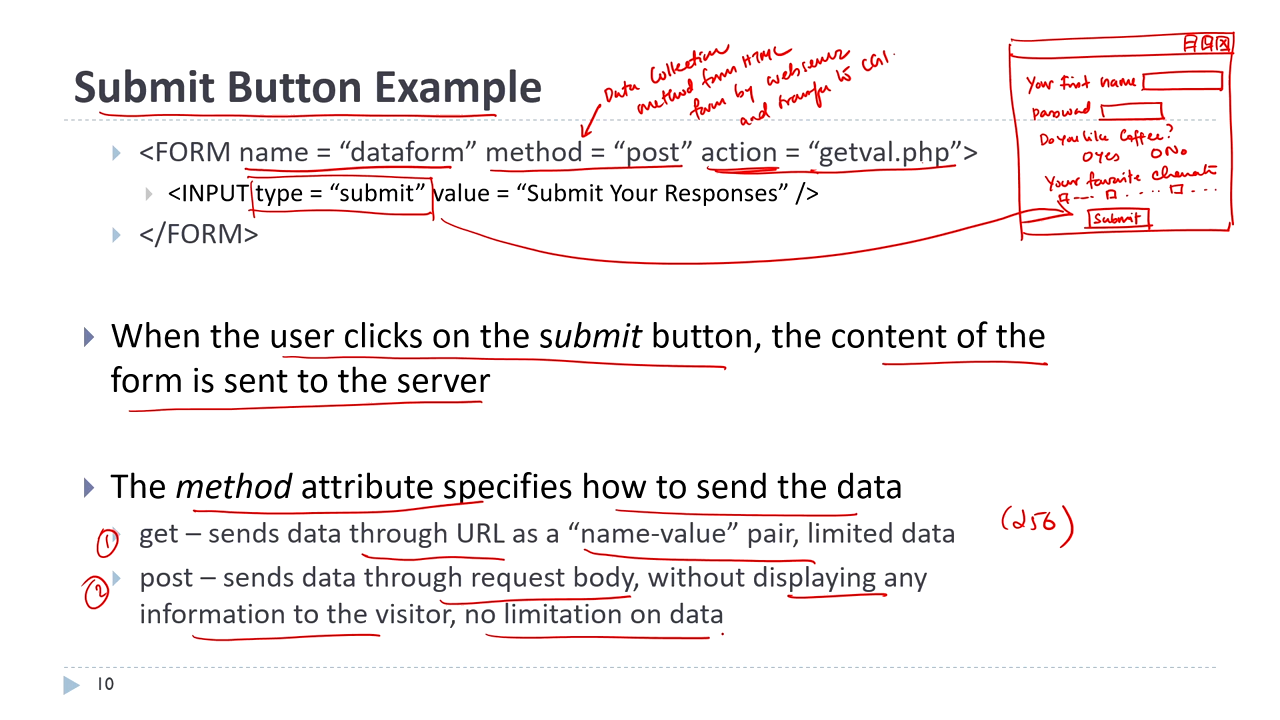 Submit Button Example
Data Collection
method form HTML
form by webserver
and transfer to CGI.
Your first name
password
Do you like Coffee?
Yes No
Your favorite
Submit
<FORM name = “dataform” method = “post” action = “getval.php”>
<INPUT type = “submit” value = “Submit Your Responses” />
</FORM>
When the user clicks on the submit button, the content of the
form is sent to the server
The method attribute specifies how to send the data
1 get – sends data through URL as a “name-value” pair, limited data (256)
2 post – sends data through request body, without displaying any
information to the visitor, no limitation on data
10